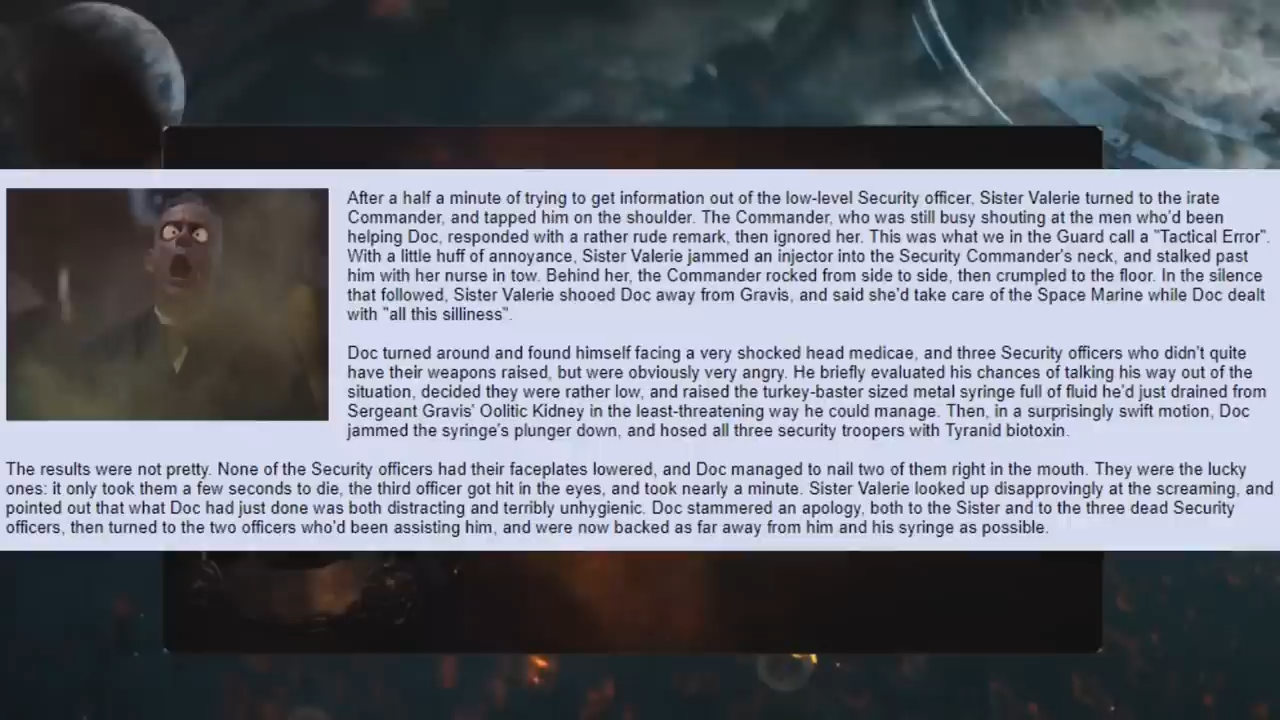 After a half a minute of trying to get information out of the low-level Security officer, Sister Valerie turned to the irate
Commander, and tapped him on the shoulder. The Commander, who was still busy shouting at the men who'd been
helping Doc, responded with a rather rude remark, then ignored her. This was what we in the Guard call a "Tactical Error".
With a little huff of annoyance, Sister Valerie jammed an injector into the Security Commander's neck, and stalked past
him with her nurse in tow. Behind her, the Commander rocked from side to side, then crumpled to the floor. In the silence
that followed, Sister Valerie shooed Doc away from Gravis, and said she'd take care of the Space Marine while Doc dealt
with "all this silliness".
Doc turned around and found himself facing a very shocked head medicae, and three Security officers who didn't quite
have their weapons raised, but were obviously very angry. He briefly evaluated his chances of talking his way out of the
situation, decided they were rather low, and raised the turkey-baster sized metal syringe full of fluid he'd just drained from
Sergeant Gravis' Oolitic Kidney in the least-threatening way he could manage. Then, in a surprisingly swift motion, Doc
jammed the syringe's plunger down, and hosed all three security troopers with Tyranid biotoxin.
The results were not pretty. None of the Security officers had their faceplates lowered, and Doc managed to nail two of them right in the mouth. They were the lucky
ones: it only took them a few seconds to die, the third officer got hit in the eyes, and took nearly a minute. Sister Valerie looked up disapprovingly at the screaming, and
pointed out that what Doc had just done was both distracting and terribly unhygienic. Doc stammered an apology, both to the Sister and to the three dead Security
officers, then turned to the two officers who'd been assisting him, and were now backed as far away from him and his syringe as possible.